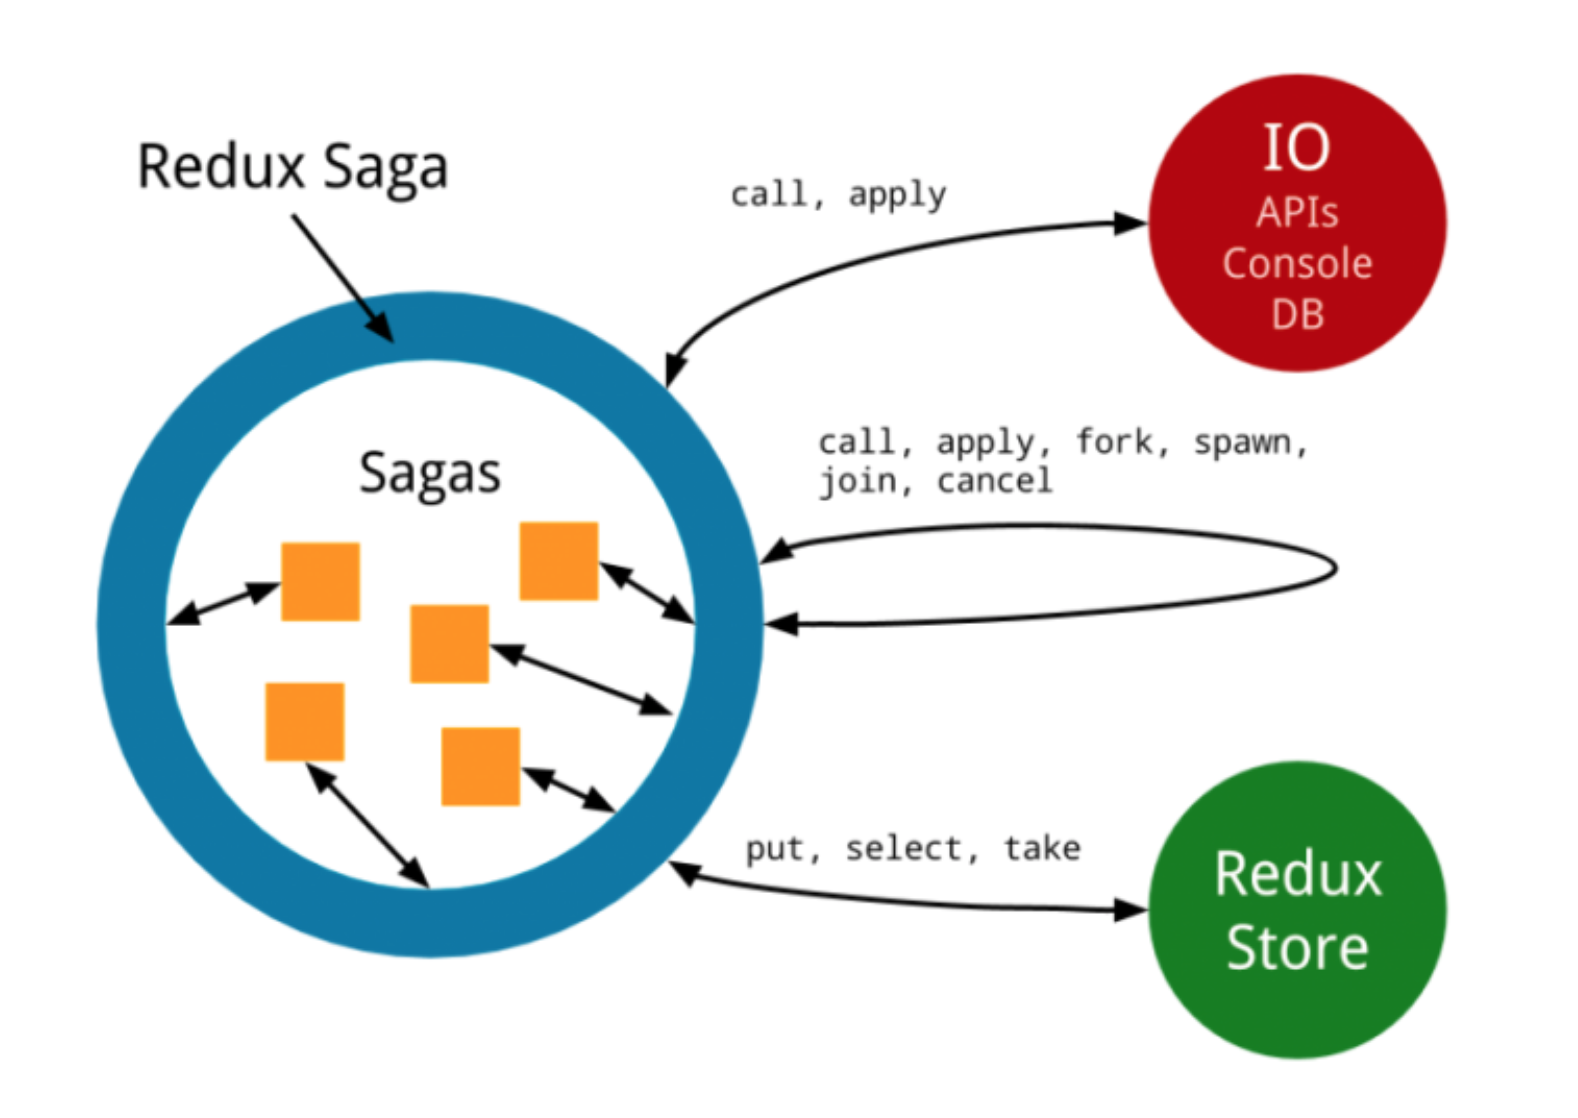 Redux Saga
call, apply
IO
APIs
Console
DB
call, apply, fork, spawn,
join, cancel
Sagas
put, select, take
Redux
Store